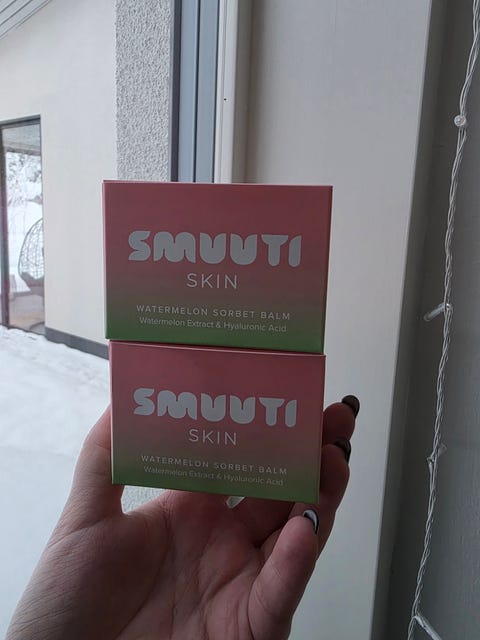 SMUUTI
SKIN
WATERMELON SORBET BALM
Watermelon Extract & Hyaluronic Acid
SMUUTI
SKIN
WATERMELON SORBET BALM
Watermelon Extract & Hyaluronic Acid